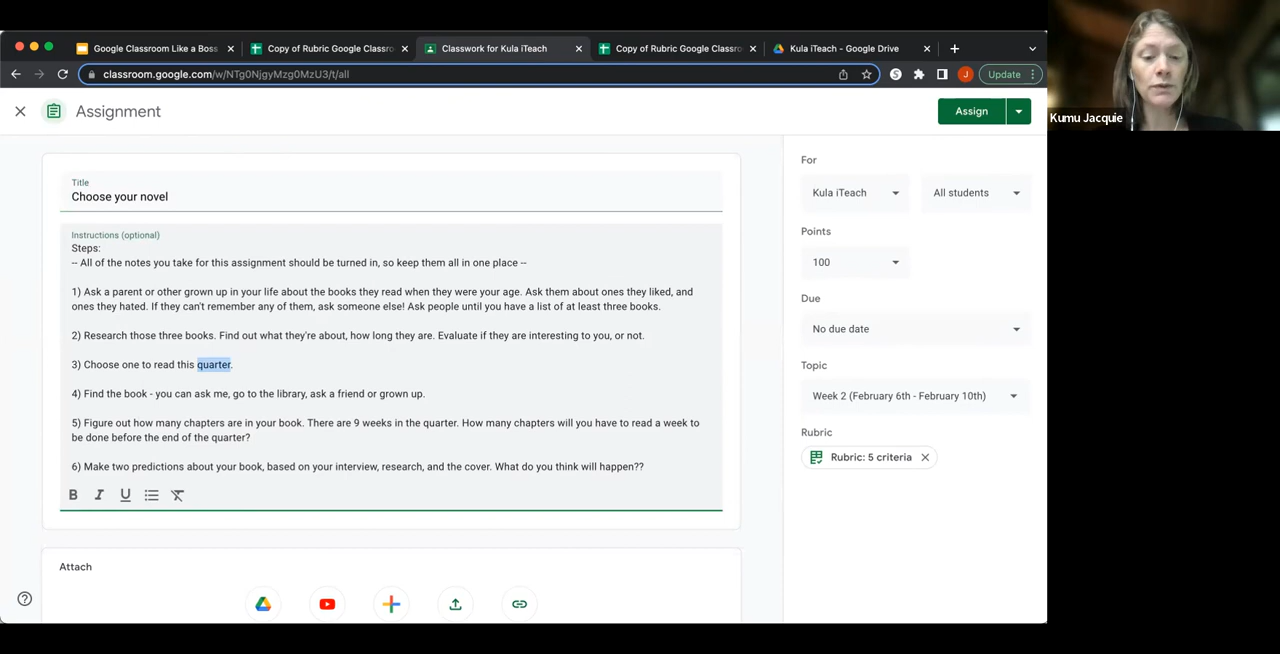 Google Classroom Like a Boss
Copy of Rubric Google Classro
Classwork for Kula iTeach
Copy of Rubric Google Classro
Kula iTeach - Google Drive
classroom.google.com/w/NTg0NjgyMzg0MzU3/t/all
S
J
Update
Kumu Jacquie
Assignment
Assign
Title
Choose your novel
Instructions (optional)
Steps:
-- All of the notes you take for this assignment should be turned in, so keep them all in one place --
1) Ask a parent or other grown up in your life about the books they read when they were your age. Ask them about ones they liked, and
ones they hated. If they can't remember any of them, ask someone else! Ask people until you have a list of at least three books.
2) Research those three books. Find out what they're about, how long they are. Evaluate if they are interesting to you, or not.
3) Choose one to read this quarter.
4) Find the book - you can ask me, go to the library, ask a friend or grown up.
5) Figure out how many chapters are in your book. There are 9 weeks in the quarter. How many chapters will you have to read a week to
be done before the end of the quarter?
6) Make two predictions about your book, based on your interview, research, and the cover. What do you think will happen??
B I U
Attach
For
Kula iTeach
All students
Points
100
Due
No due date
Topic
Week 2 (February 6th - February 10th)
Rubric
Rubric: 5 criteria